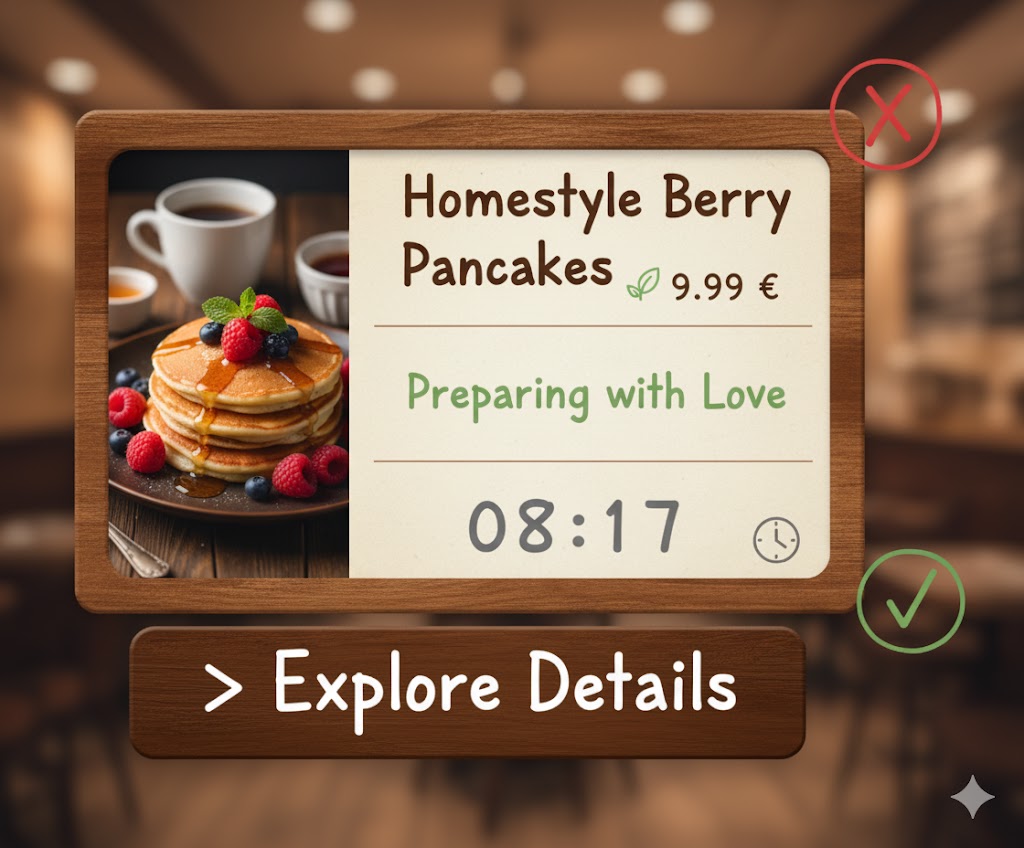 Homestyle Berry
Pancakes 9.99 €
Preparing with Love
08:17
> Explore Details